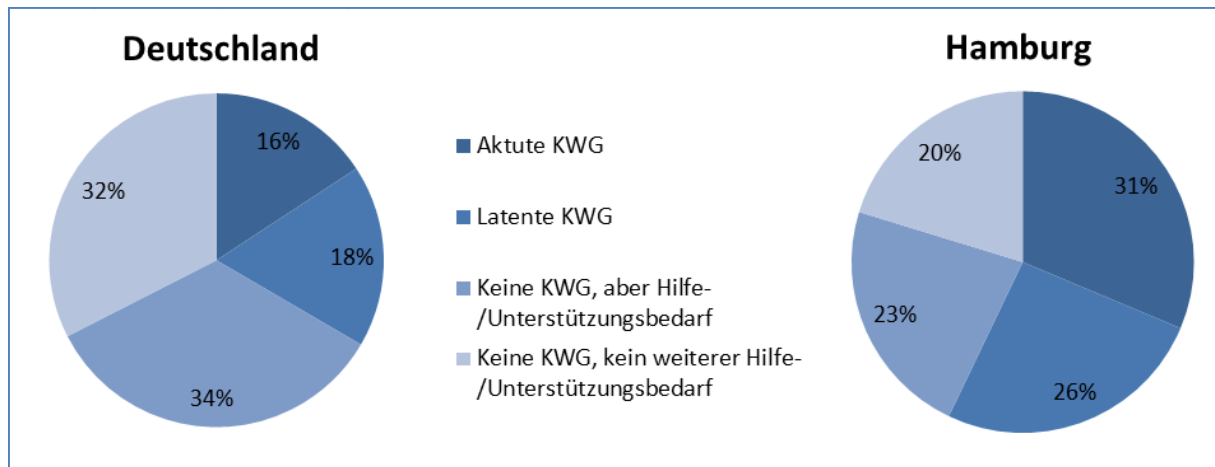 Deutschland
16%
18%
34%
32%
Aktute KWG
Latente KWG
Keine KWG, aber Hilfe-
/Unterstützungsbedarf
Keine KWG, kein weiterer Hilfe-
/Unterstützungsbedarf
Hamburg
31%
26%
23%
20%